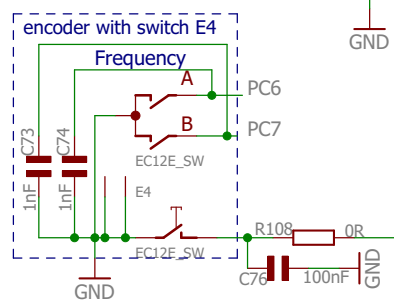 encoder with switch E4
GND
Frequency
A
PC6
C73
C74
B
PC7
EC12E_SW
1nF
1nF
E4
R108
0R
EC12E_SW
C76
100nF
GND
GND